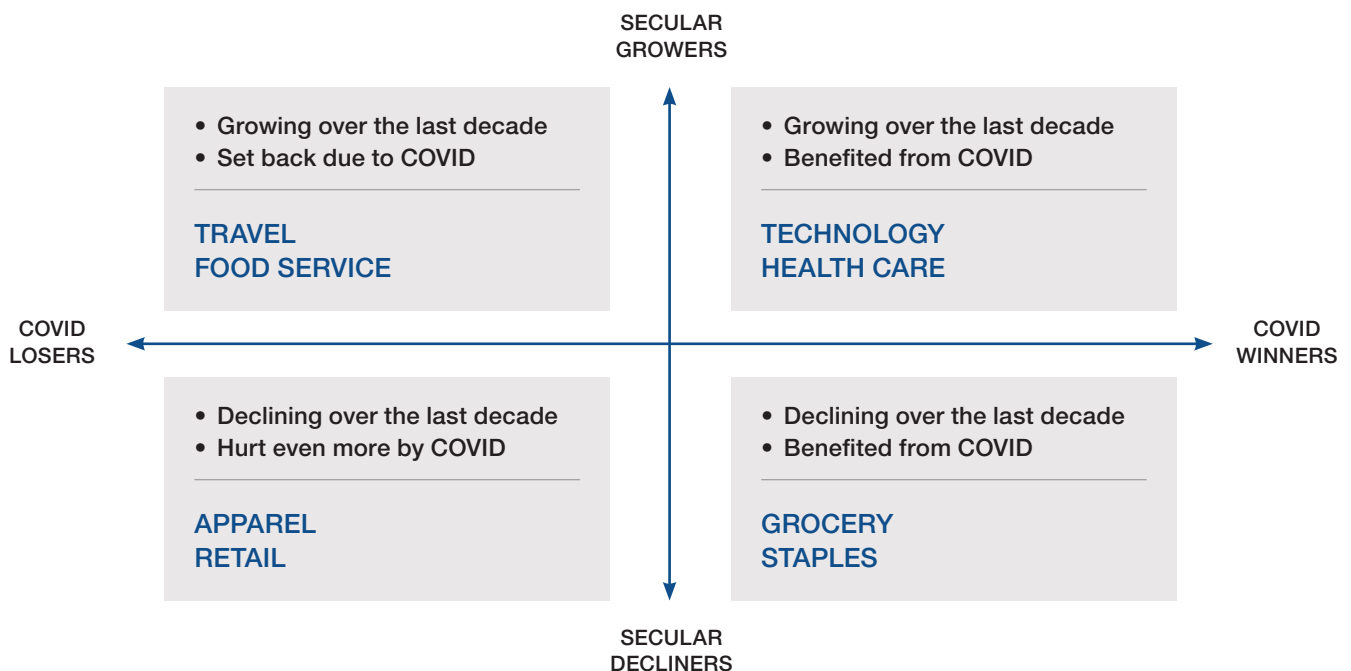 SECULAR
GROWERS
• Growing over the last decade
• Set back due to COVID
TRAVEL
FOOD SERVICE
• Growing over the last decade
• Benefited from COVID
TECHNOLOGY
HEALTH CARE
COVID
LOSERS
COVID
WINNERS
• Declining over the last decade
• Hurt even more by COVID
APPAREL
RETAIL
• Declining over the last decade
• Benefited from COVID
GROCERY
STAPLES
SECULAR
DECLINERS